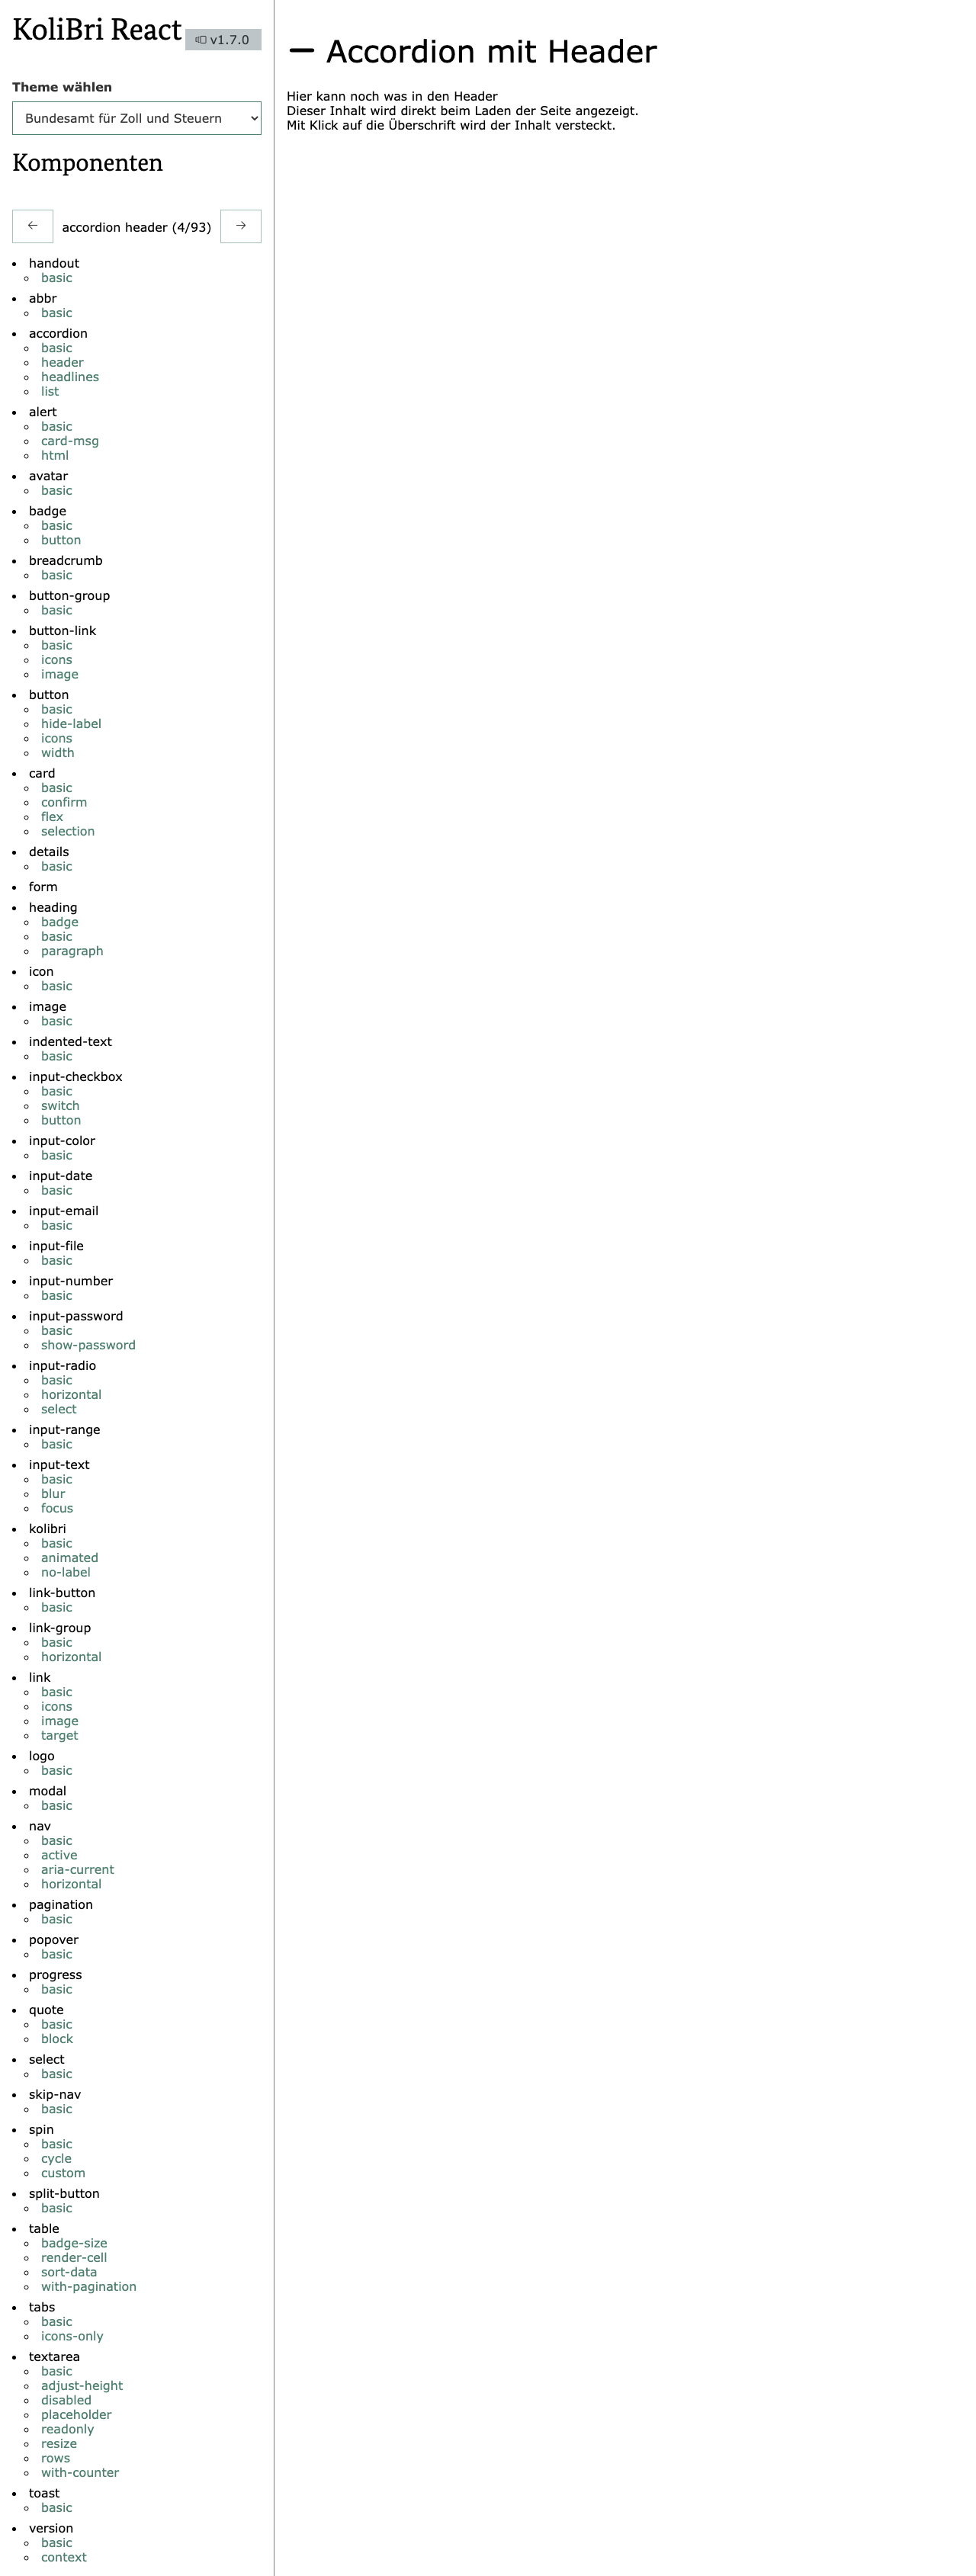 KoliBri React v1.7.0
Theme wählen
Bundesamt für Zoll und Steuern
Komponenten
accordion header (4/93)
handout
basic
abbr
basic
accordion
basic
header
headlines
list
alert
basic
card-msg
html
avatar
basic
badge
basic
button
breadcrumb
basic
button-group
basic
button-link
basic
icons
image
button
basic
hide-label
icons
width
card
basic
confirm
flex
selection
details
basic
form
heading
badge
basic
paragraph
icon
basic
image
basic
indented-text
basic
input-checkbox
basic
switch
button
input-color
basic
input-date
basic
input-email
basic
input-file
basic
input-number
basic
input-password
basic
show-password
input-radio
basic
horizontal
select
input-range
basic
input-text
basic
blur
focus
kolibri
basic
animated
no-label
link-button
basic
link-group
basic
horizontal
link
basic
icons
image
target
logo
basic
modal
basic
nav
basic
active
aria-current
horizontal
pagination
basic
popover
basic
progress
basic
quote
basic
block
select
basic
skip-nav
basic
spin
basic
cycle
custom
split-button
basic
table
badge-size
render-cell
sort-data
with-pagination
tabs
basic
icons-only
textarea
basic
adjust-height
disabled
placeholder
readonly
resize
rows
with-counter
toast
basic
version
basic
context
Accordion mit Header
Hier kann noch was in den Header
Dieser Inhalt wird direkt beim Laden der Seite angezeigt.
Mit Klick auf die Überschrift wird der Inhalt versteckt.